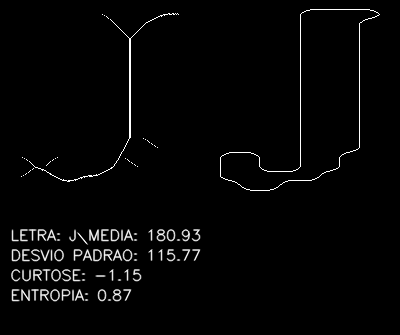 LETRA: J\MEDIA: 180.93
DESVIO PADRAO: 115.77
CURTOSE: -1.15
ENTROPIA: 0.87